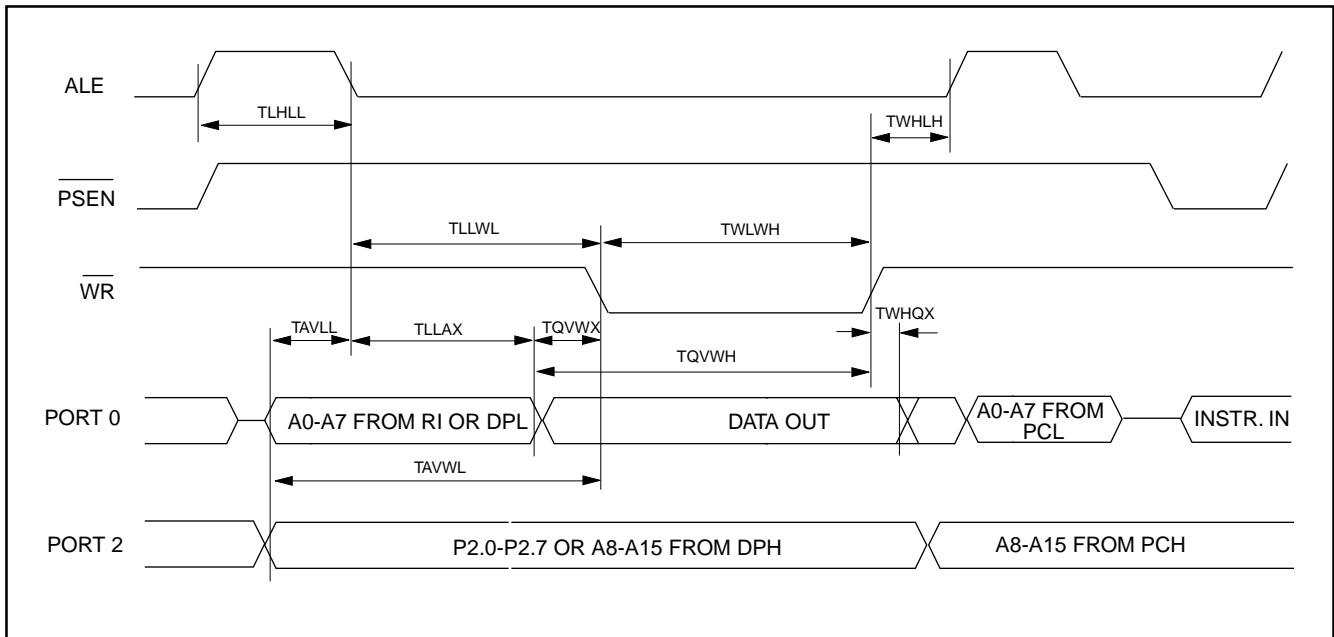 ALE
TLHLL
TWHLH
PSEN
TLLWL
TWLWH
WR
TAVLL
TLLAX
TQVWX
TWHQX
TQVWH
PORT 0
A0-A7 FROM RI OR DPL
DATA OUT
A0-A7 FROM
PCL
INSTR. IN
TAVWL
PORT 2
P2.0-P2.7 OR A8-A15 FROM DPH
A8-A15 FROM PCH